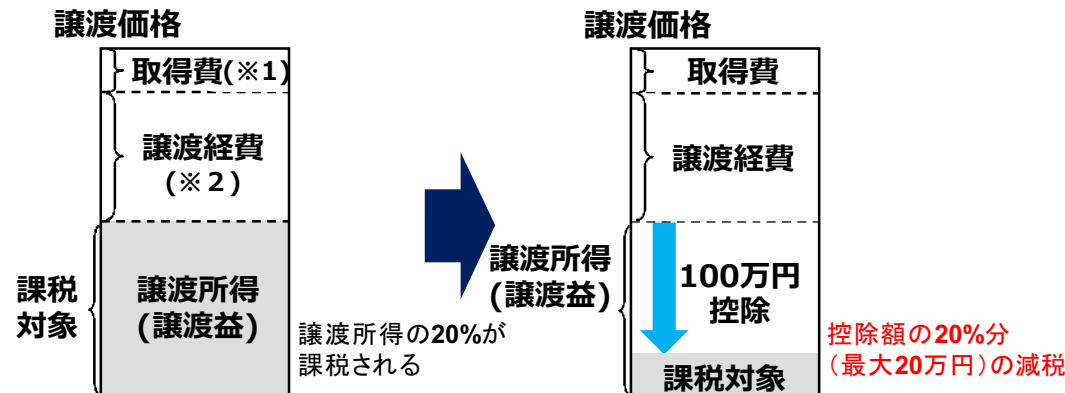 譲渡価格
取得費(※1)
譲渡経費
(※２)
課税
対象
譲渡所得
(譲渡益)
譲渡所得の20%が
課税される
譲渡価格
取得費
譲渡経費
譲渡所得
(譲渡益)
100万円
控除
課税対象
控除額の20%分
（最大20万円）の減税